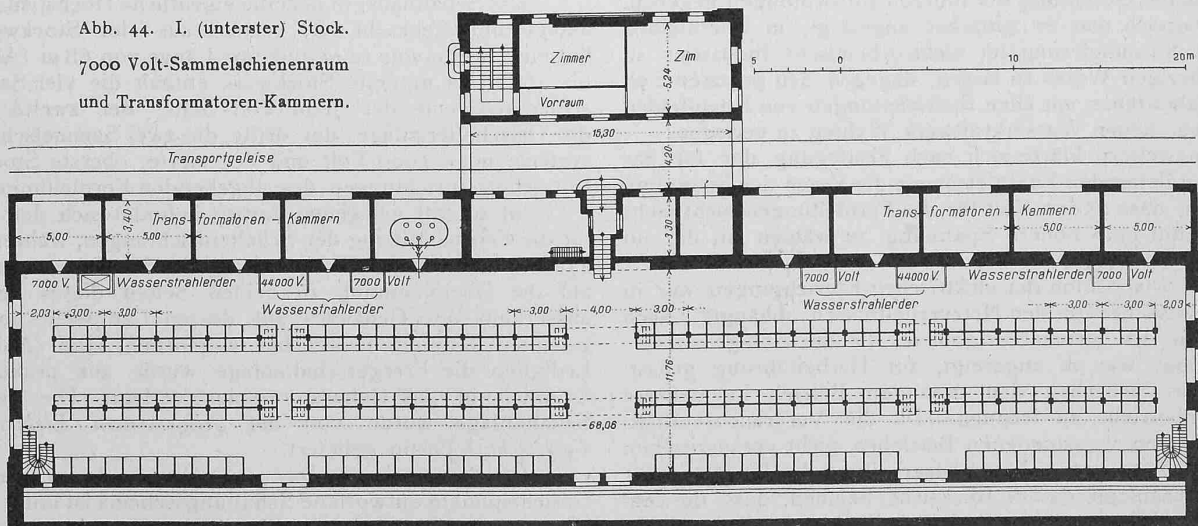 Abb. 44. I. (unterster) Stock.
7000 Volt-Sammelschienenraum
und Transformatoren-Kammern.
Zimmer
Zim
Vorraum
5,24
5 0 10 20m
15,30
Transportgeleise
4,20
5,00
5,00
3,40
Trans-formatoren-Kammern
3,30
Trans-formatoren-Kammern
5,00
5,00
7000 V.
Wasserstrahlerder
44000 V.
7000 Volt
Wasserstrahlerder
7000 Volt
44000 V.
Wasserstrahlerder
7000 Volt
Wasserstrahlerder
2,00
3,00
3,00
3,00
4,00
3,00
3,00
3,00
2,03
11,76
68,06